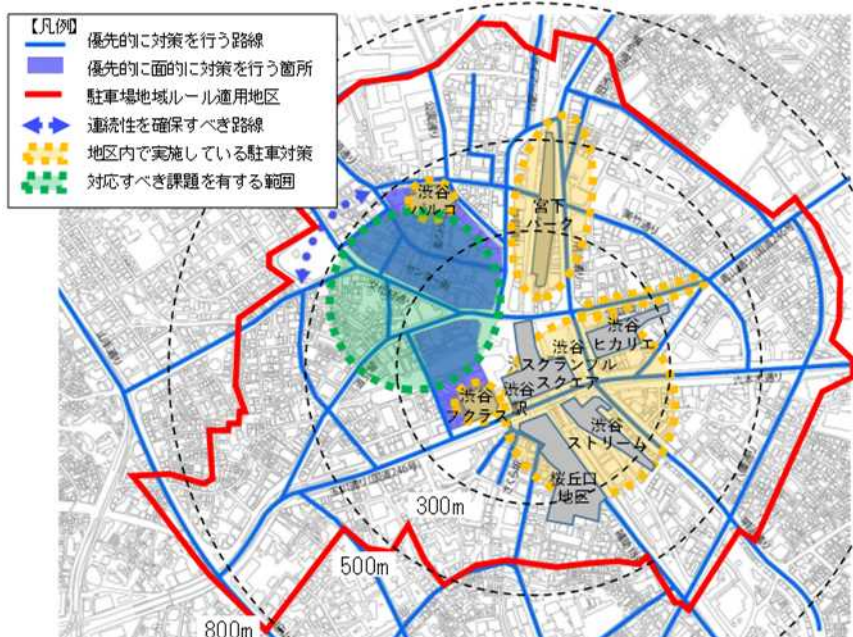 【凡例】
優先的に対策を行う路線
優先的に面的に対策を行う箇所
駐車場地域ルール適用地区
連続性を確保すべき路線
地区内で実施している駐車対策
対応すべき課題を有する範囲
渋谷
パルコ
宮下
パーク
渋谷
ヒカリエ
渋谷
スクランブル
スクエア
渋谷
駅
渋谷
フクラス
渋谷
ストリーム
桜丘口
地区
300m
500m
800m